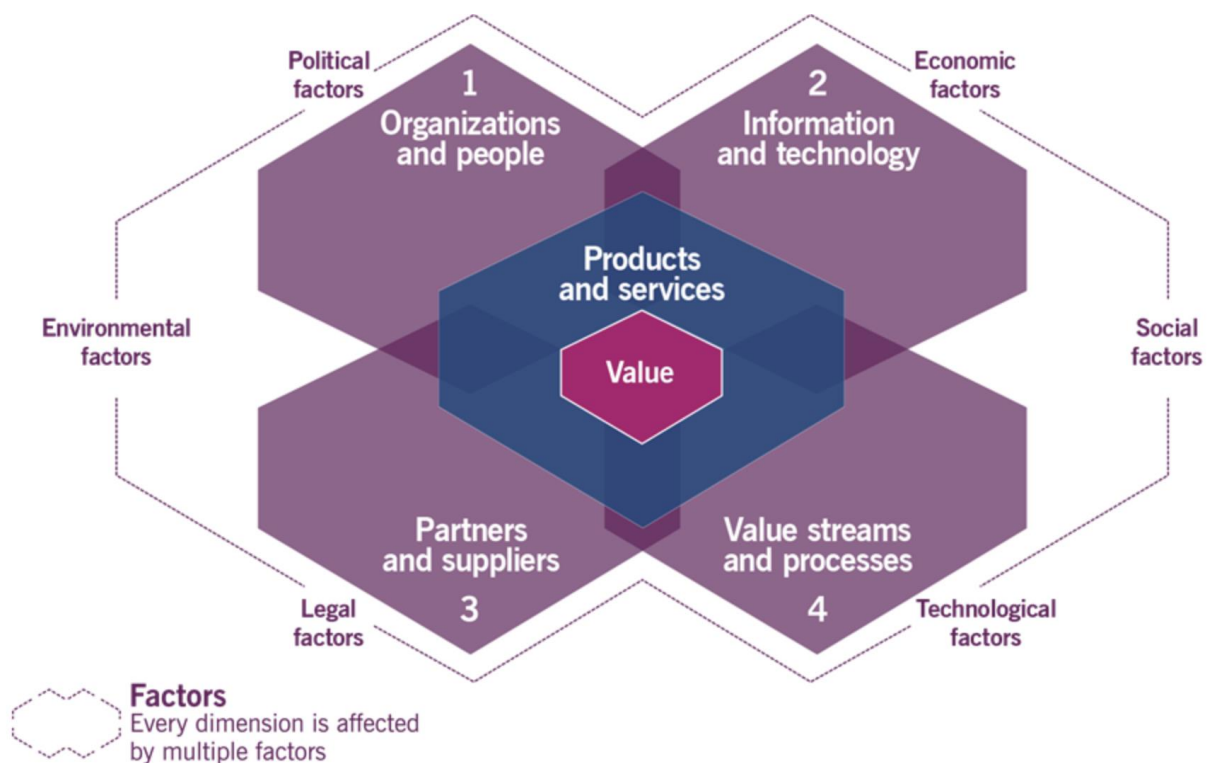 Political
factors
Economic
factors
1
Organizations
and people
2
Information
and technology
Products
and services
Environmental
factors
Value
Social
factors
Partners
and suppliers
3
Value streams
and processes
4
Legal
factors
Technological
factors
Factors
Every dimension is affected
by multiple factors